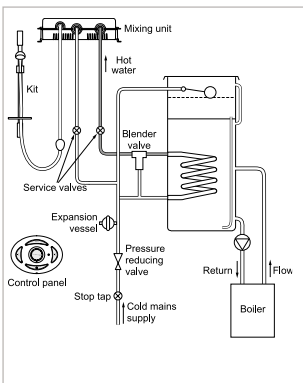 Mixing unit
Hot
water
Kit
Blender
valve
Service valves
Expansion
vessel
Pressure
reducing
valve
Control panel
Return
Flow
Stop tap
Cold mains
supply
Boiler